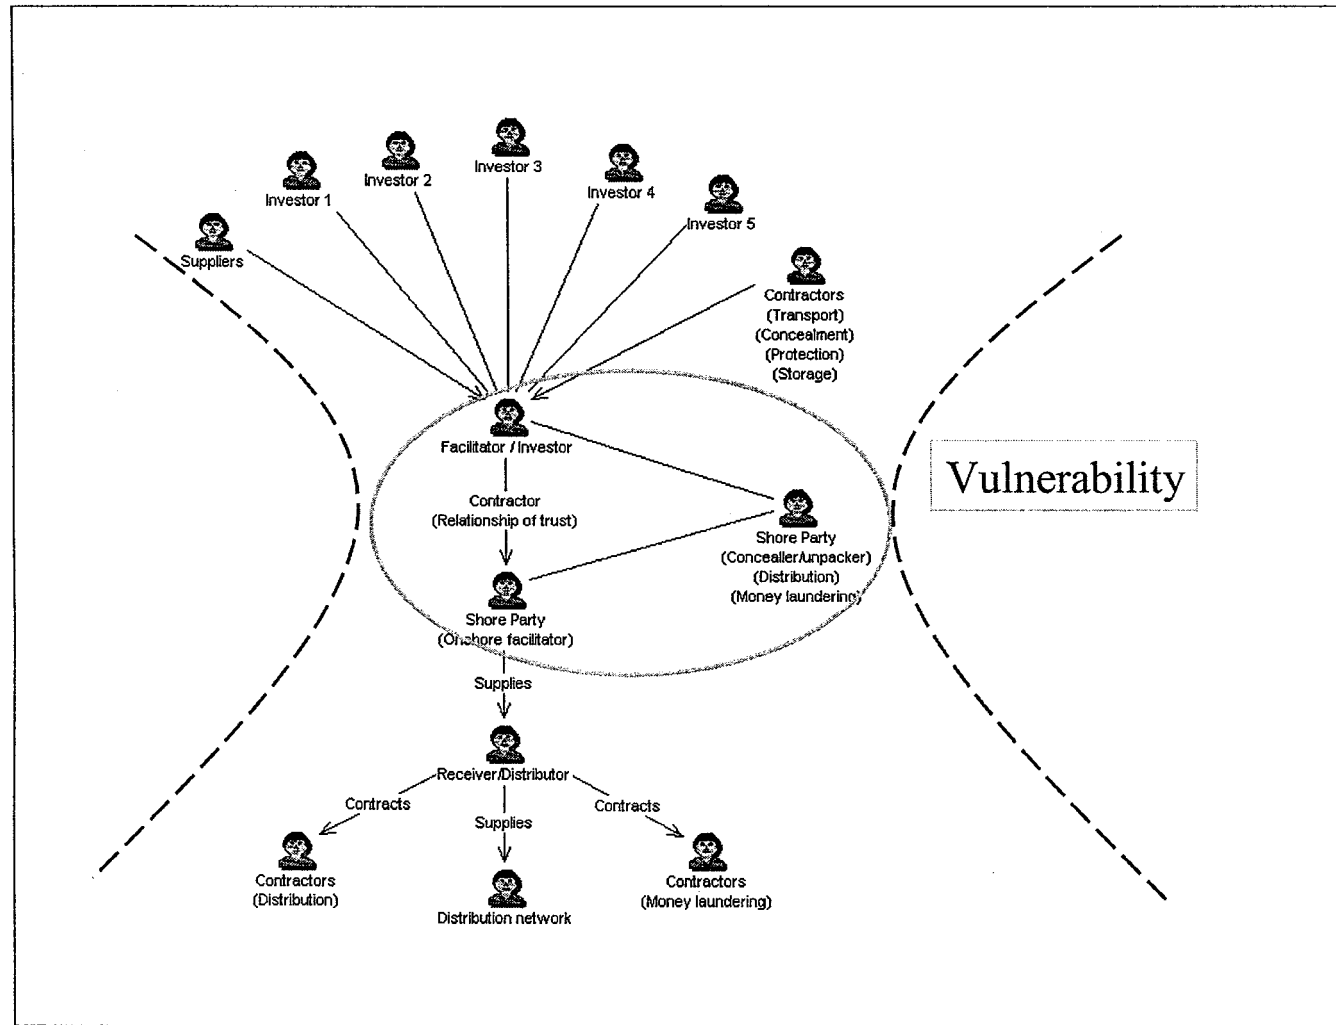 Investor 3
Investor 2
Investor 4
Investor 1
Investor 5
Suppliers
Contractors
(Transport)
(Concealment)
(Protection)
(Storage)
Facilitator / Investor
Vulnerability
Contractor
(Relationship of trust)
Shore Party
(Concealler/unpacker)
(Distribution)
(Money laundering)
Shore Party
(Onshore facilitator)
Supplies
Receiver/Distributor
Contracts
Contracts
Supplies
Contractors
(Distribution)
Contractors
(Money laundering)
Distribution network